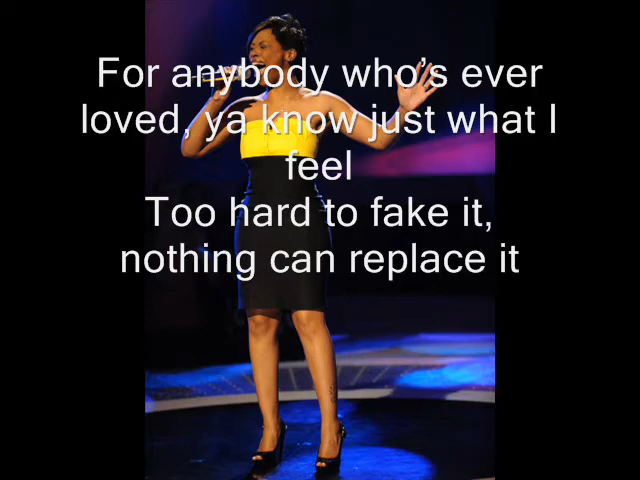 For anybody who's ever
loved, ya know just what I
feel
Too hard to fake it,
nothing can replace it